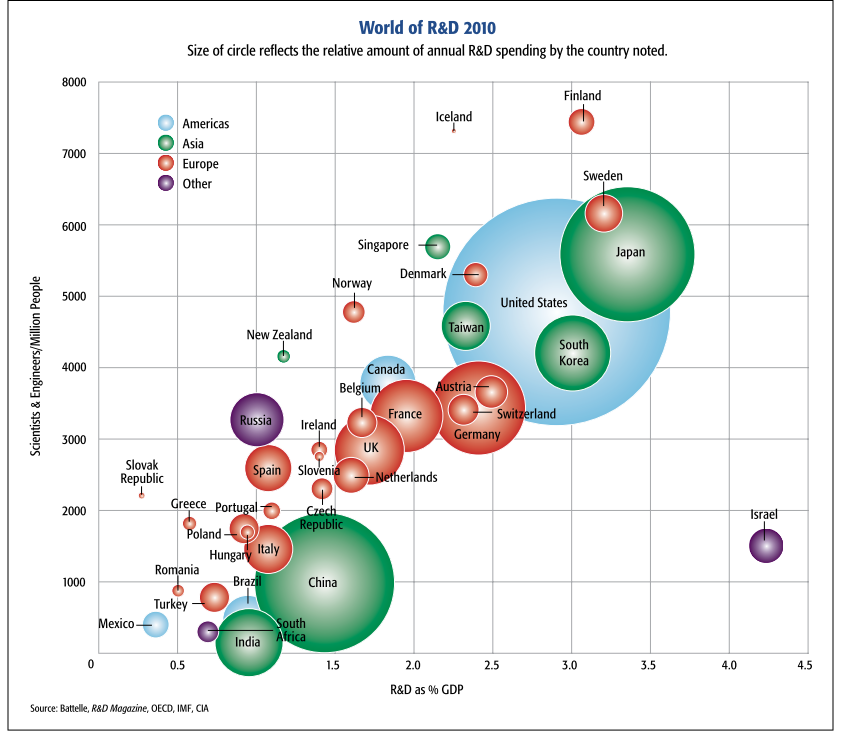 World of R&D 2010
Size of circle reflects the relative amount of annual R&D spending by the country noted.
8000
7000
6000
5000
4000
3000
2000
1000
Scientists & Engineers/Million People
Americas
Asia
Europe
Other
Iceland
Finland
Sweden
Singapore
Japan
Denmark
Norway
United States
New Zealand
Taiwan
South
Korea
Canada
Belgium
Austria
France
Switzerland
Russia
Ireland
Germany
UK
Slovak
Republic
Spain
Slovenia
Netherlands
Greece
Portugal
Czech
Republic
Israel
Poland
Hungary
Italy
Romania
Brazil
China
Turkey
Mexico
South
Africa
India
0
0.5
1.5
2.0
2.5
3.0
3.5
4.0
4.5
R&D as % GDP
Source: Battelle, R&D Magazine, OECD, IMF, CIA